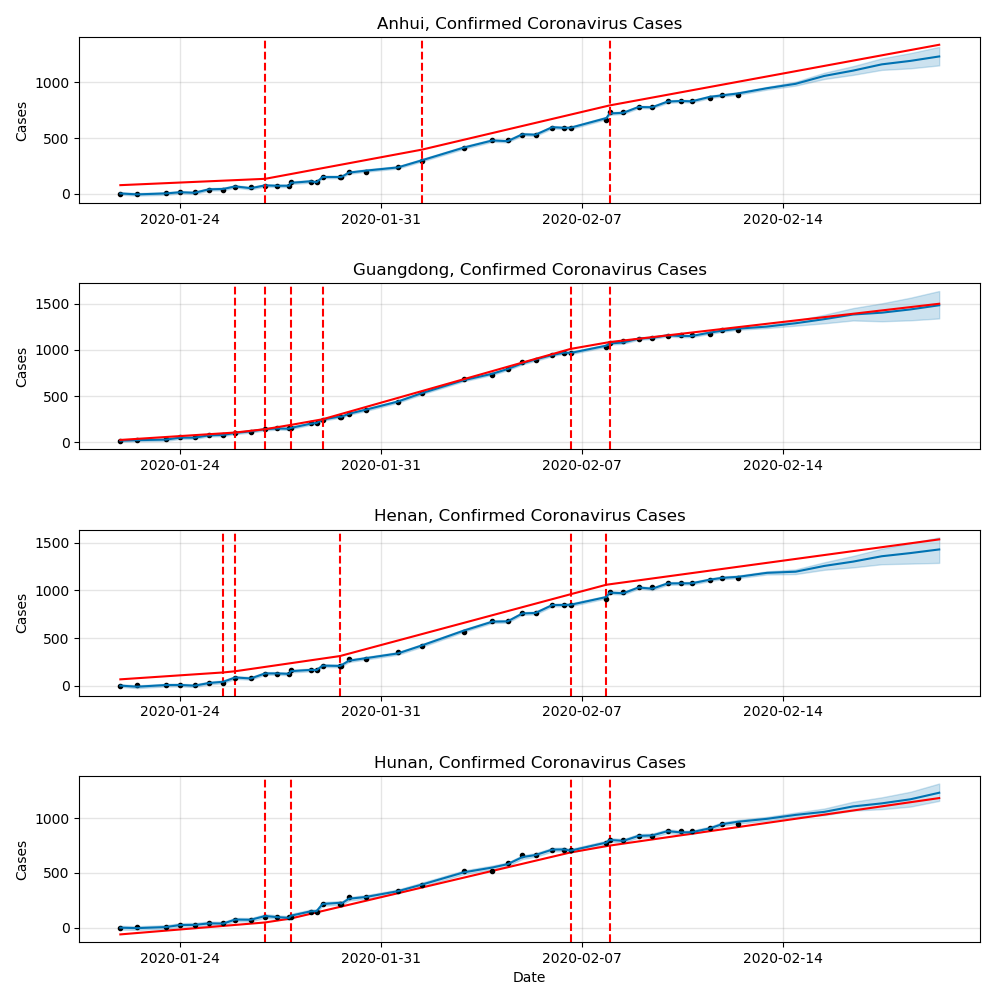 Anhui, Confirmed Coronavirus Cases
1000
500
0
Cases
2020-01-24 2020-01-31 2020-02-07 2020-02-14
Guangdong, Confirmed Coronavirus Cases
1500
1000
500
0
Cases
2020-01-24 2020-01-31 2020-02-07 2020-02-14
Henan, Confirmed Coronavirus Cases
1500
1000
500
0
Cases
2020-01-24 2020-01-31 2020-02-07 2020-02-14
Hunan, Confirmed Coronavirus Cases
1000
500
0
Cases
2020-01-24 2020-01-31 2020-02-07 2020-02-14
Date